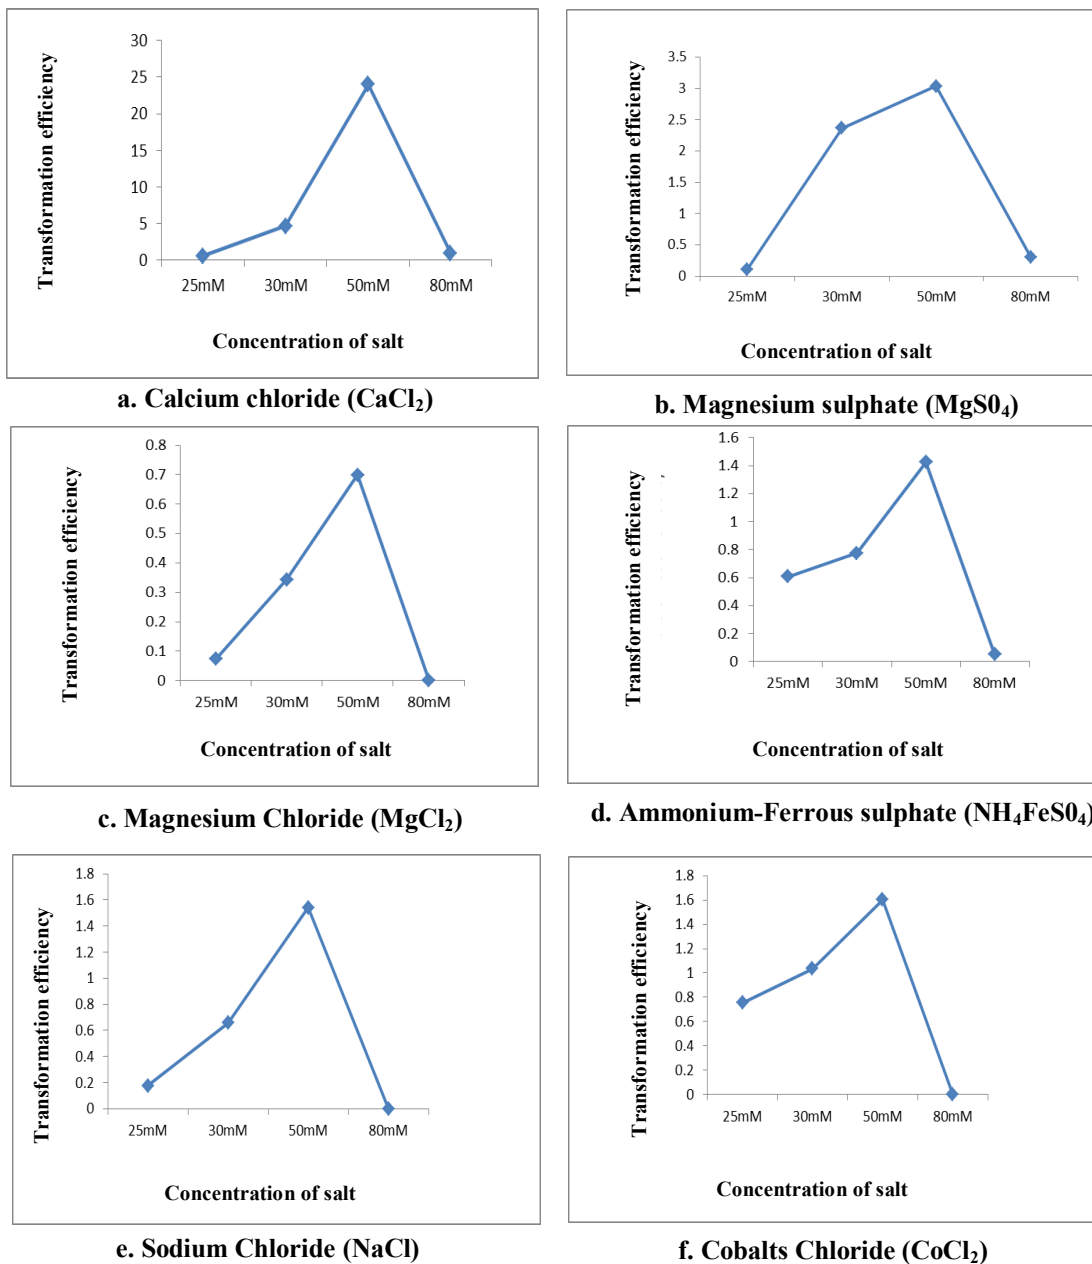 Transformation efficiency
30
25
20
15
10
5
0
25mM 30mM 50mM 80mM
Concentration of salt
a. Calcium chloride (CaCl₂)
Transformation efficiency
3.5
3
2.5
2
1.5
1
0.5
0
25mM 30mM 50mM 80mM
Concentration of salt
b. Magnesium sulphate (MgS0₄)
Transformation efficiency
0.8
0.7
0.6
0.5
0.4
0.3
0.2
0.1
0
25mM 30mM 50mM 80mM
Concentration of salt
c. Magnesium Chloride (MgCl₂)
Transformation efficiency
1.6
1.4
1.2
1
0.8
0.6
0.4
0.2
0
25mM 30mM 50mM 80mM
Concentration of salt
d. Ammonium-Ferrous sulphate (NH₄FeS0₄)
Transformation efficiency
1.8
1.6
1.4
1.2
1
0.8
0.6
0.4
0.2
0
25mM 30mM 50mM 80mM
Concentration of salt
e. Sodium Chloride (NaCl)
Transformation efficiency
1.8
1.6
1.4
1.2
1
0.8
0.6
0.4
0.2
0
25mM 30mM 50mM 80mM
Concentration of salt
f. Cobalts Chloride (CoCl₂)